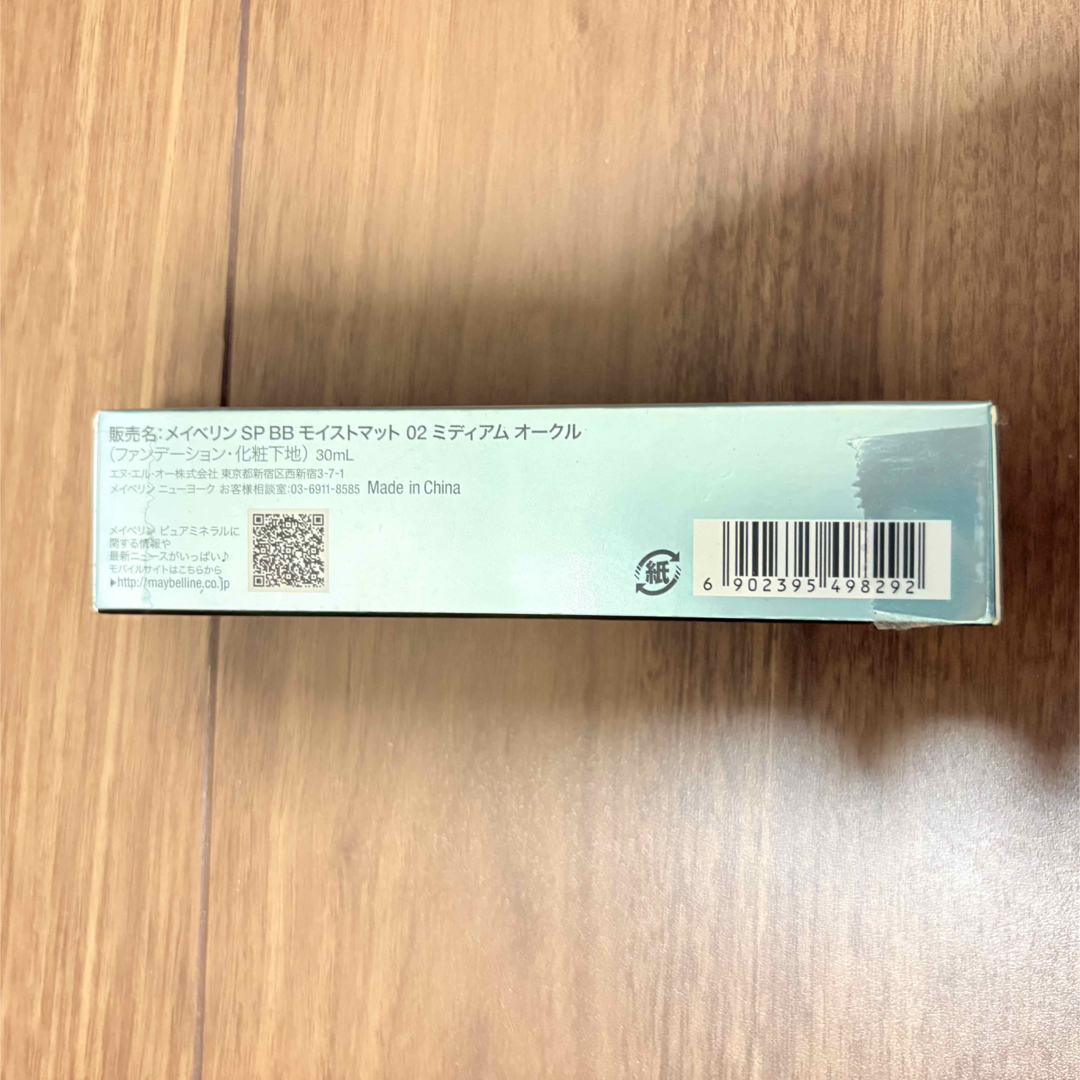 販売名：メイベリン SP BB モイストマット 02 ミディアム オークル
（ファンデーション・化粧下地） 30mL
エヌ・エル・オー株式会社 東京都新宿区西新宿3-7-1
メイベリン ニューヨーク お客様相談室：03-6911-8585 Made in China
メイベリン ピュアミネラルに
関する情報や
最新ニュースがいっぱい♪
モバイルサイトはこちらから
▶http://maybelline.co.jp
紙
6 902395 498292